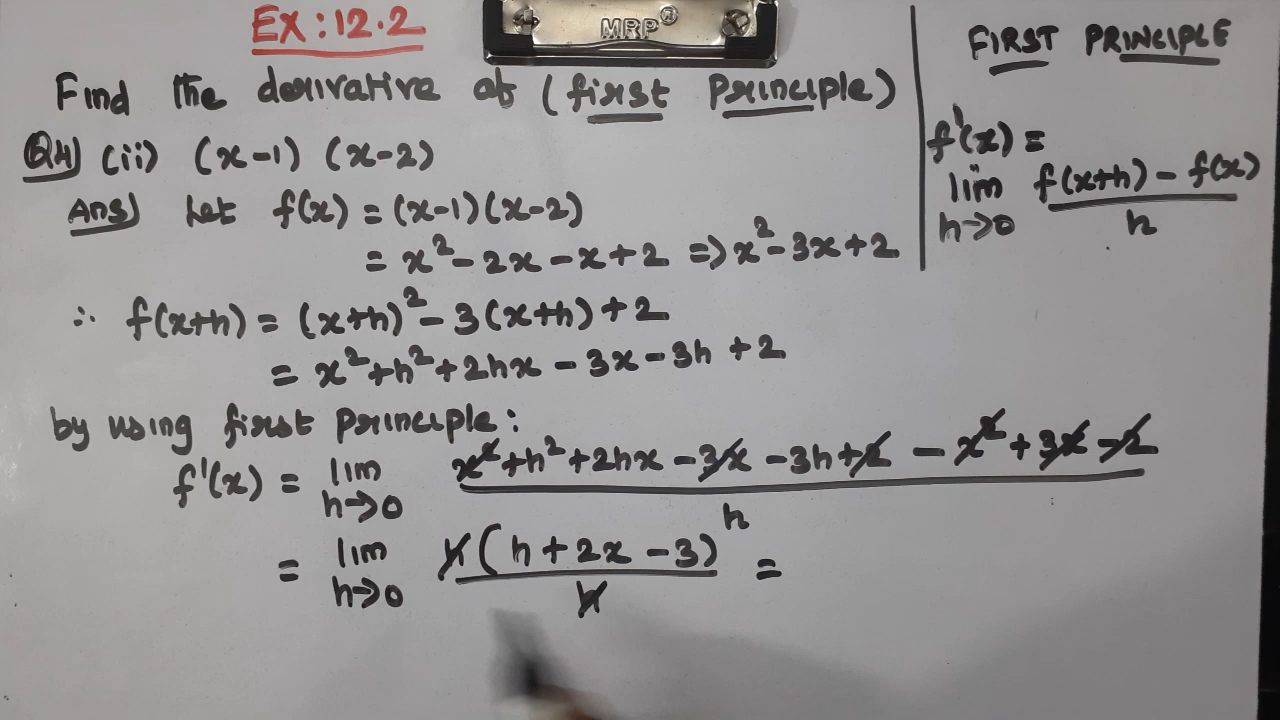 EX : 12.2
MRP®
FIRST PRINCIPLE
Find the derivative of (first principle)
Q4) (ii) (x-1) (x-2)
Ans) Let f(x) = (x-1)(x-2)
= x² - 2x - x + 2 => x² - 3x + 2
f'(x) =
lim f(x+h) - f(x)
h→0 h
∴ f(x+h) = (x+h)² - 3(x+h) + 2
= x² + h² + 2hx - 3x - 3h + 2
by using first principle :
f'(x) = lim x² + h² + 2hx - 3x - 3h + 2 - x² + 3x - 2
h→0 h
= lim h(h + 2x - 3) =
h→0 h